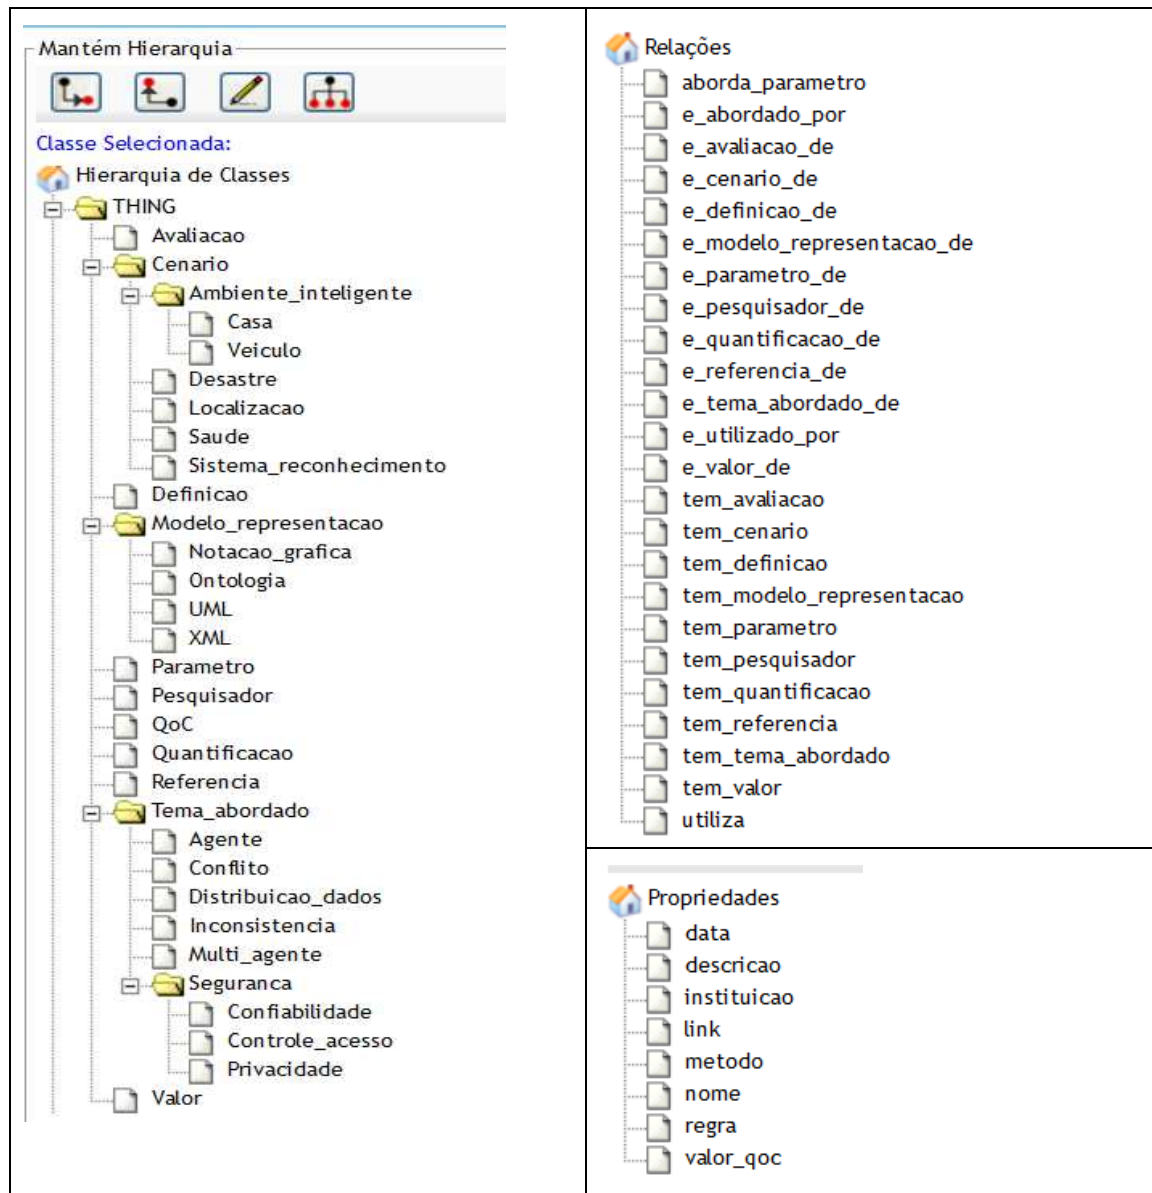 Mantém Hierarquia
Classe Selecionada:
Hierarquia de Classes
THING
Avaliacao
Cenario
Ambiente_inteligente
Casa
Veiculo
Desastre
Localizacao
Saude
Sistema_reconhecimento
Definicao
Modelo_representacao
Notacao_grafica
Ontologia
UML
XML
Parametro
Pesquisador
QoC
Quantificacao
Referencia
Tema_abordado
Agente
Conflito
Distribuicao_dados
Inconsistencia
Multi_agente
Seguranca
Confiabilidade
Controle_acesso
Privacidade
Valor
Relações
aborda_parametro
e_abordado_por
e_avaliacao_de
e_cenario_de
e_definicao_de
e_modelo_representacao_de
e_parametro_de
e_pesquisador_de
e_quantificacao_de
e_referencia_de
e_tema_abordado_de
e_utilizado_por
e_valor_de
tem_avaliacao
tem_cenario
tem_definicao
tem_modelo_representacao
tem_parametro
tem_pesquisador
tem_quantificacao
tem_referencia
tem_tema_abordado
tem_valor
utiliza
Propriedades
data
descricao
instituicao
link
metodo
nome
regra
valor_qoc